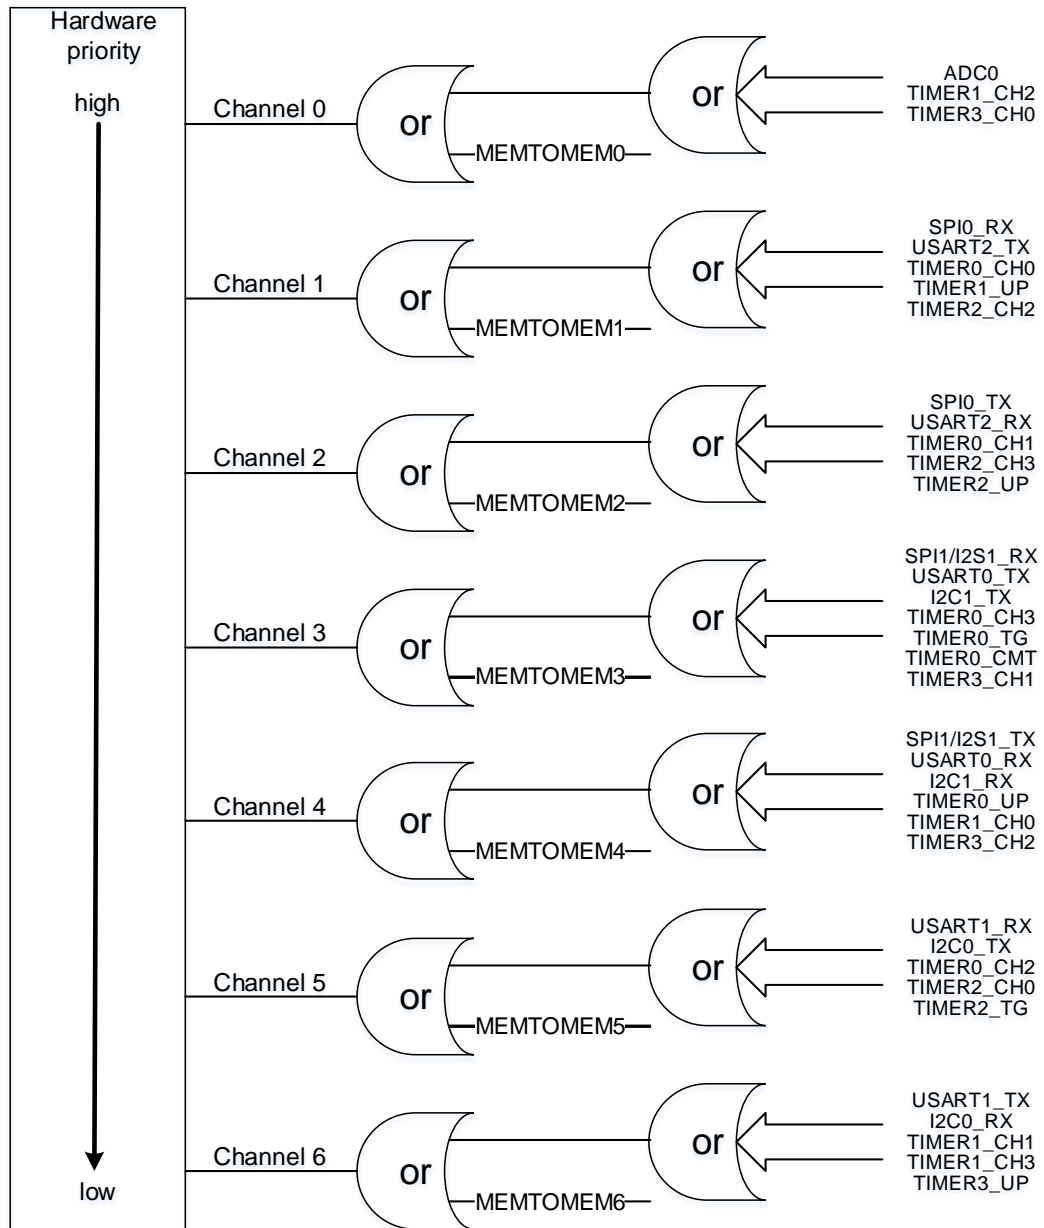 Hardware
priority
high
low
Channel 0
or
MEMTOMEM0
or
ADC0
TIMER1_CH2
TIMER3_CH0
Channel 1
or
MEMTOMEM1
or
SPI0_RX
USART2_TX
TIMER0_CH0
TIMER1_UP
TIMER2_CH2
Channel 2
or
MEMTOMEM2
or
SPI0_TX
USART2_RX
TIMER0_CH1
TIMER2_CH3
TIMER2_UP
Channel 3
or
MEMTOMEM3
or
SPI1/I2S1_RX
USART0_TX
I2C1_TX
TIMER0_CH3
TIMER0_TG
TIMER0_CMT
TIMER3_CH1
Channel 4
or
MEMTOMEM4
or
SPI1/I2S1_TX
USART0_RX
I2C1_RX
TIMER0_UP
TIMER1_CH0
TIMER3_CH2
Channel 5
or
MEMTOMEM5
or
USART1_RX
I2C0_TX
TIMER0_CH2
TIMER2_CH0
TIMER2_TG
Channel 6
or
MEMTOMEM6
or
USART1_TX
I2C0_RX
TIMER1_CH1
TIMER1_CH3
TIMER3_UP